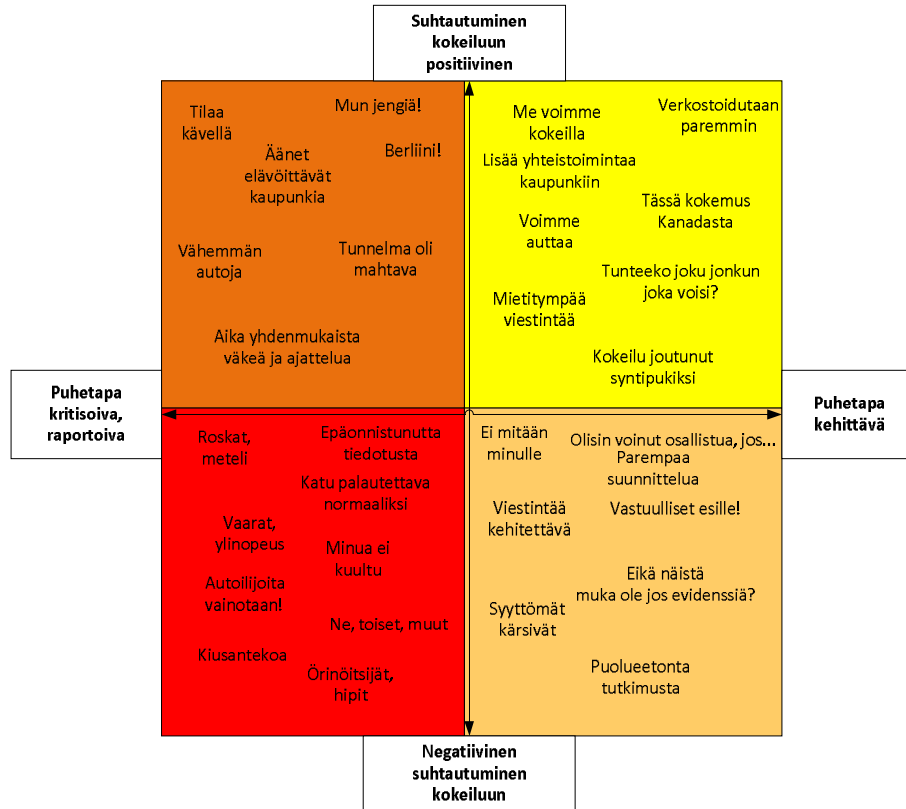 Suhtautuminen
kokeiluun
positiivinen
Tilaa
kävellä
Mun jengiä!
Äänet
elävöittävät
kaupunkia
Berliini!
Vähemmän
autoja
Tunnelma oli
mahtava
Aika yhdenmukaista
väkeä ja ajattelua
Me voimme
kokeilla
Verkostoidutaan
paremmin
Lisää yhteistoimintaa
kaupunkiin
Tässä kokemus
Kanadasta
Voimme
auttaa
Tunteeko joku jonkun
joka voisi?
Mietitympää
viestintää
Kokeilu joutunut
syntipukiksi
Puhetapa
kritisoiva,
raportoiva
Puhetapa
kehittävä
Roskat,
meteli
Epäonnistunutta
tiedotusta
Katu palautettava
normaaliksi
Vaarat,
ylinopeus
Minua ei
kuultu
Autoilijoita
vainotaan!
Ne, toiset, muut
Kiusantekoa
Örinöitsijät,
hipit
Ei mitään
minulle
Olisin voinut osallistua, jos...
Parempaa
suunnittelua
Viestintää
kehitettävä
Vastuulliset esille!
Eikä näistä
muka ole jos evidenssiä?
Syyttömät
kärsivät
Puolueetonta
tutkimusta
Negatiivinen
suhtautuminen
kokeiluun